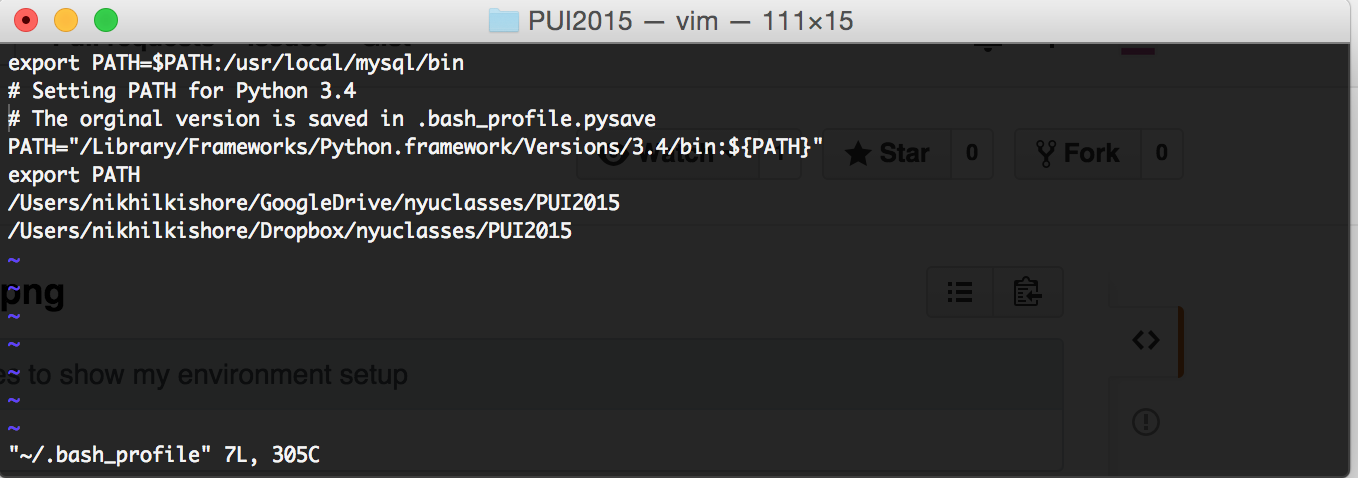 PUI2015 — vim — 111×15
export PATH=$PATH:/usr/local/mysql/bin
# Setting PATH for Python 3.4
# The orginal version is saved in .bash_profile.pysave
PATH="/Library/Frameworks/Python.framework/Versions/3.4/bin:${PATH}"
Watch
Star 0
Fork 0
export PATH
/Users/nikhilkishore/GoogleDrive/nyuclasses/PUI2015
/Users/nikhilkishore/Dropbox/nyuclasses/PUI2015
~
~
png
~
~
~
to show my environment setup
~
~
"~/.bash_profile" 7L, 305C